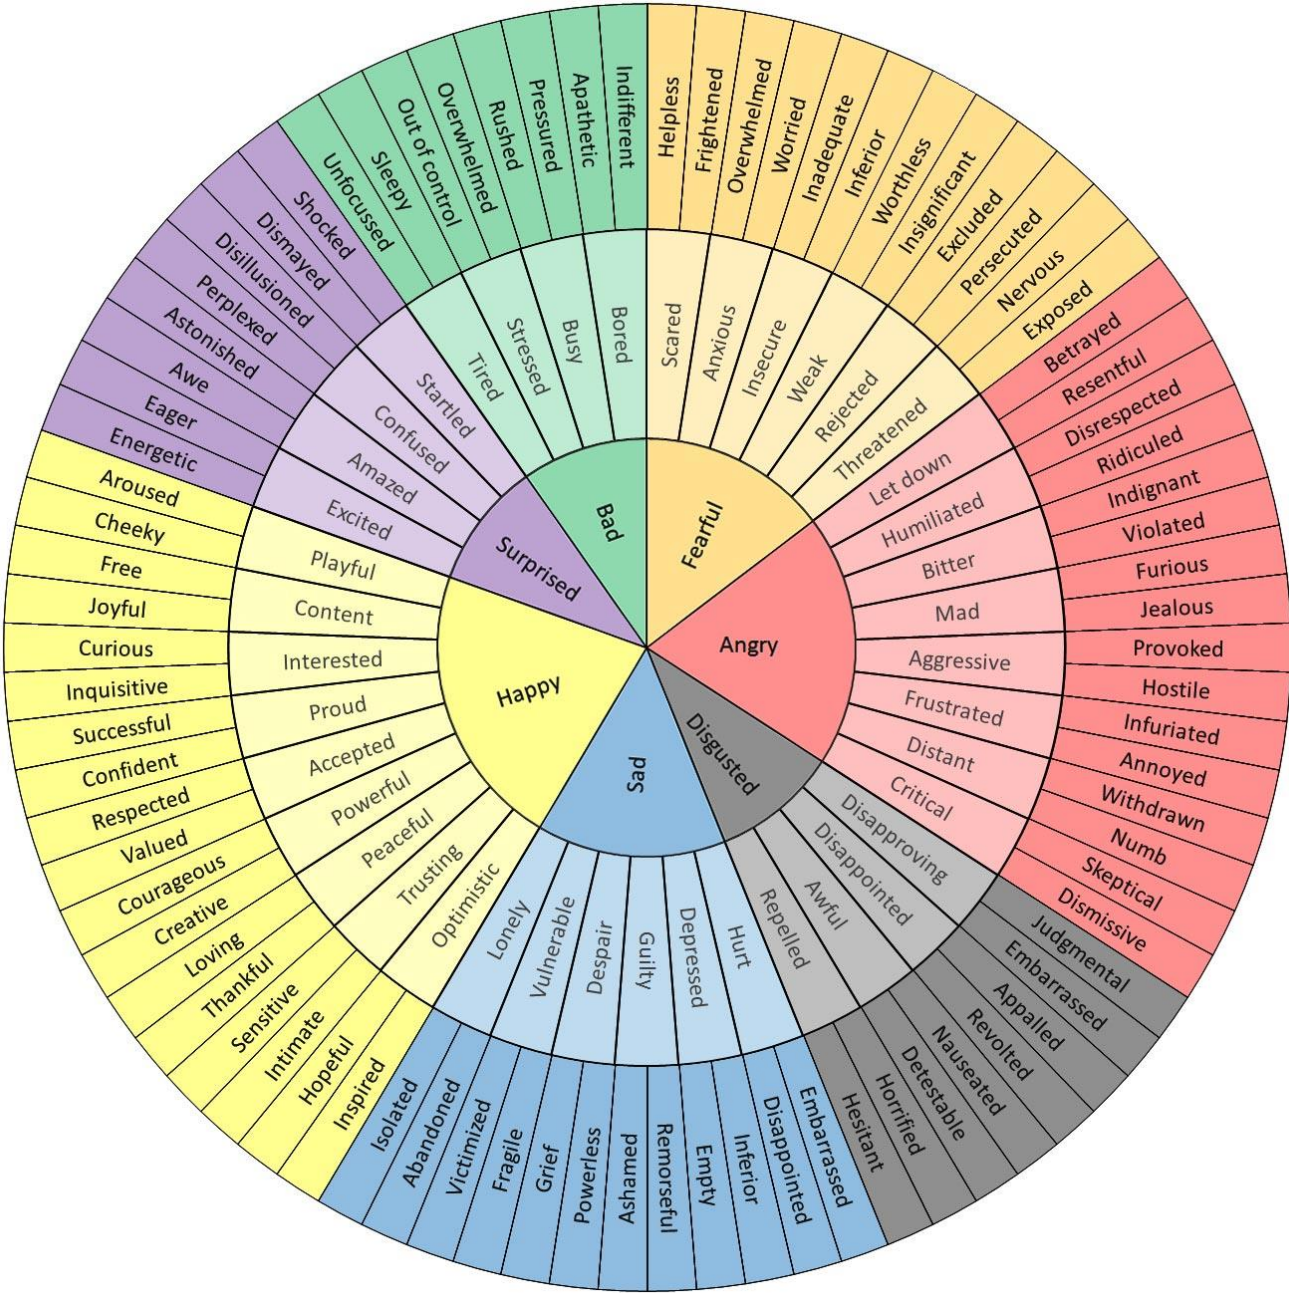 Fearful
Angry
Disgusted
Sad
Happy
Surprised
Bad
Scared
Anxious
Insecure
Weak
Rejected
Threatened
Let down
Humiliated
Bitter
Mad
Aggressive
Frustrated
Distant
Critical
Disapproving
Disappointed
Awful
Repelled
Hurt
Depressed
Guilty
Despair
Vulnerable
Lonely
Optimistic
Trusting
Peaceful
Powerful
Accepted
Proud
Interested
Content
Playful
Excited
Amazed
Confused
Startled
Tired
Stressed
Busy
Bored
Helpless
Frightened
Overwhelmed
Worried
Inadequate
Inferior
Worthless
Insignificant
Excluded
Persecuted
Nervous
Exposed
Betrayed
Resentful
Disrespected
Ridiculed
Indignant
Violated
Furious
Jealous
Provoked
Hostile
Infuriated
Annoyed
Withdrawn
Numb
Skeptical
Dismissive
Judgmental
Embarrassed
Appalled
Revolted
Nauseated
Detestable
Horrified
Hesitant
Embarrassed
Disappointed
Inferior
Empty
Remorseful
Ashamed
Powerless
Grief
Fragile
Victimized
Abandoned
Isolated
Inspired
Hopeful
Intimate
Sensitive
Thankful
Loving
Creative
Courageous
Valued
Respected
Confident
Successful
Inquisitive
Curious
Joyful
Free
Cheeky
Aroused
Energetic
Eager
Awe
Astonished
Perplexed
Disillusioned
Dismayed
Shocked
Unfocussed
Sleepy
Out of control
Overwhelmed
Rushed
Pressured
Apathetic
Indifferent